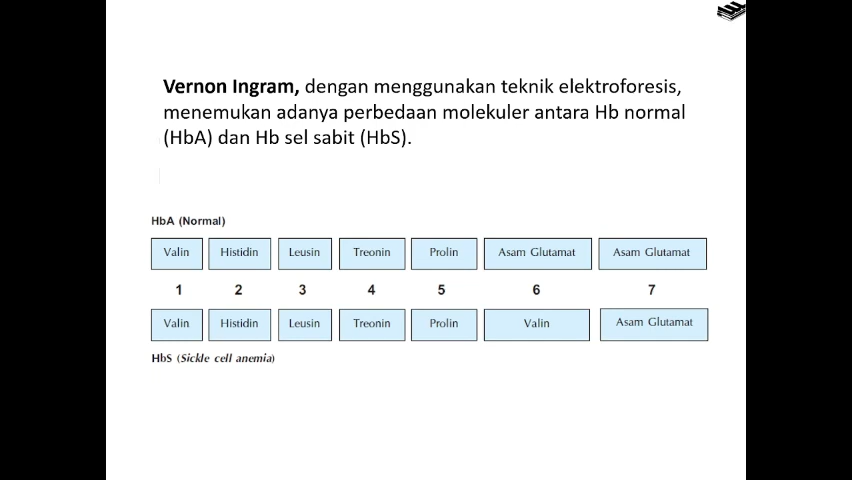 Vernon Ingram, dengan menggunakan teknik elektroforesis,
menemukan adanya perbedaan molekuler antara Hb normal
(HbA) dan Hb sel sabit (HbS).
HbA (Normal)
Valin Histidin Leusin Treonin Prolin Asam Glutamat Asam Glutamat
1 2 3 4 5 6 7
Valin Histidin Leusin Treonin Prolin Valin Asam Glutamat
HbS (Sickle cell anemia)